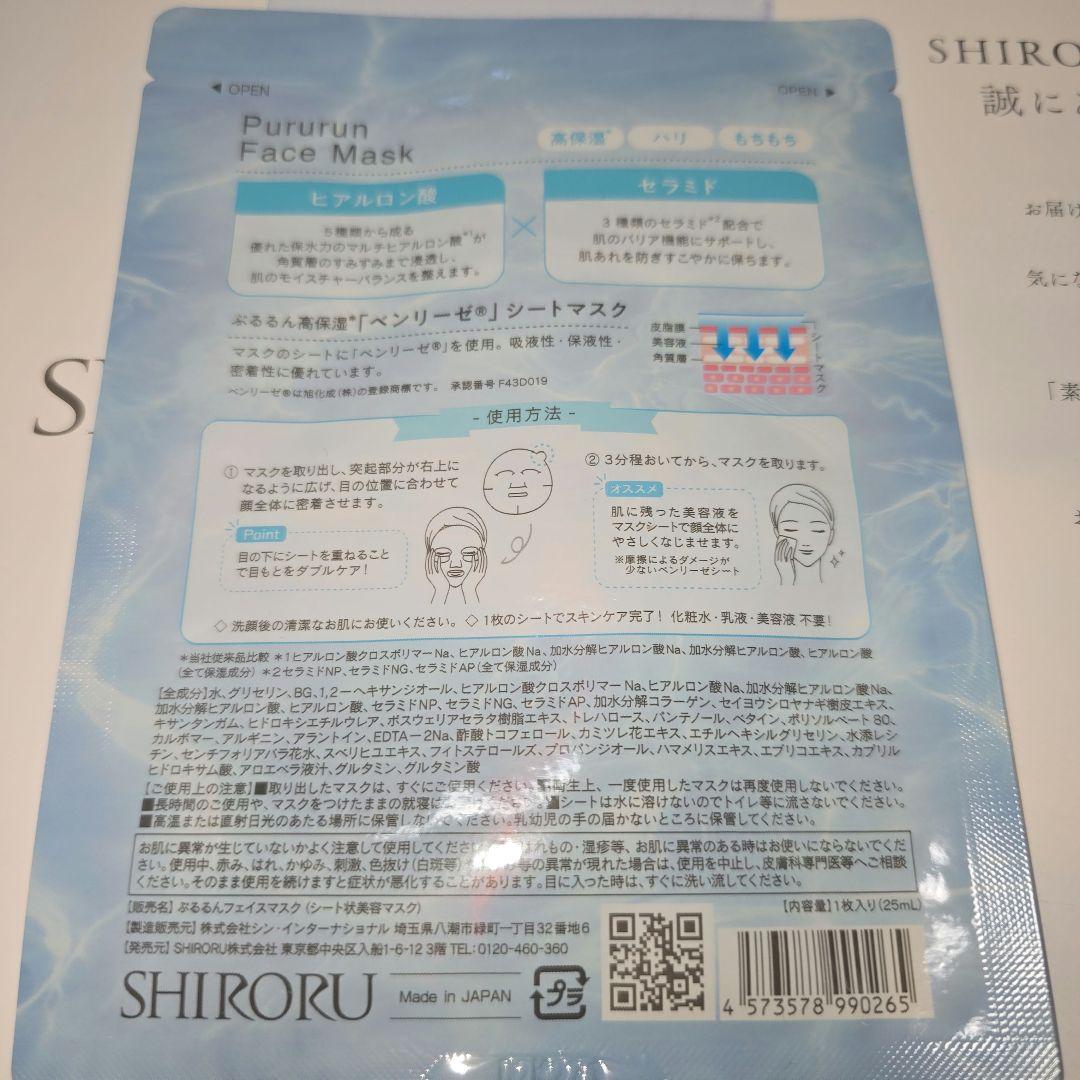 ◀ OPEN
OPEN ▶
Pururun
Face Mask
高保湿*
ハリ
もちもち
ヒアルロン酸
5種類から成る
優れた保水力のマルチヒアルロン酸*1が
角質層のすみずみまで浸透し、
肌のモイスチャーバランスを整えます。
×
セラミド
3種類のセラミド*2配合で
肌のバリア機能にサポートし、
肌あれを防ぎすこやかに保ちます。
ぷるるん高保湿*「ベンリーゼ®」シートマスク
マスクのシートに「ベンリーゼ®」を使用。吸液性・保液性・
密着性に優れています。
ベンリーゼ®は旭化成(株)の登録商標です。 承認番号 F43D019
皮脂膜
美容液
角質層
シートマスク
- 使用方法 -
① マスクを取り出し、突起部分が右上に
なるように広げ、目の位置に合わせて
顔全体に密着させます。
Point
目の下にシートを重ねること
で目もとをダブルケア!
② 3分程おいてから、マスクを取ります。
オススメ
肌に残った美容液を
マスクシートで顔全体に
やさしくなじませます。
※摩擦によるダメージが
少ないベンリーゼシート
◇ 洗顔後の清潔なお肌にお使いください。◇ 1枚のシートでスキンケア完了! 化粧水・乳液・美容液 不要!
*当社従来品比較 *1ヒアルロン酸クロスポリマーNa、ヒアルロン酸Na、加水分解ヒアルロン酸Na、加水分解ヒアルロン酸、ヒアルロン酸
(全て保湿成分) *2セラミドNP、セラミドNG、セラミドAP(全て保湿成分)
【全成分】水、グリセリン、BG、1,2-ヘキサンジオール、ヒアルロン酸クロスポリマーNa、ヒアルロン酸Na、加水分解ヒアルロン酸Na、
加水分解ヒアルロン酸、ヒアルロン酸、セラミドNP、セラミドNG、セラミドAP、加水分解コラーゲン、セイヨウシロヤナギ樹皮エキス、
キサンタンガム、ヒドロキシエチルウレア、ボスウェリアセラタ樹脂エキス、トレハロース、パンテノール、ベタイン、ポリソルベート80、
カルボマー、アルギニン、アラントイン、EDTA-2Na、酢酸トコフェロール、カミツレ花エキス、エチルヘキシルグリセリン、水添レシ
チン、センチフォリアバラ花水、スベリヒユエキス、フィトステロールズ、プロパンジオール、ハマメリスエキス、エブリコエキス、カプリル
ヒドロキサム酸、アロエベラ液汁、グルタミン、グルタミン酸
【ご使用上の注意】■取り出したマスクは、すぐにご使用ください。■衛生上、一度使用したマスクは再度使用しないでください。
■長時間のご使用や、マスクをつけたままの就寝に ■シートは水に溶けないのでトイレ等に流さないでください。
■高温または直射日光のあたる場所に保管しないでください。乳幼児の手の届かないところに保管してください。
お肌に異常が生じていないかよく注意して使用してくださ れもの・湿疹等、お肌に異常のある時はお使いにならないでくだ
さい。使用中、赤み、はれ、かゆみ、刺激、色抜け(白斑等) 等の異常が現れた場合は、使用を中止し、皮膚科専門医等へご相談
ください。そのまま使用を続けますと症状が悪化することがあります。目に入った時は、すぐに洗い流してください。
【販売名】ぷるるんフェイスマスク(シート状美容マスク)
【内容量】1枚入り(25mL)
【製造販売元】株式会社シン・インターナショナル 埼玉県八潮市緑町一丁目32番地6
【発売元】SHIRORU株式会社 東京都中央区入船1-6-12 3階 TEL:0120-460-360
SHIRORU
Made in JAPAN
プラ
4 573578 990265
SHIRO
誠に
お届け
気にな
「素